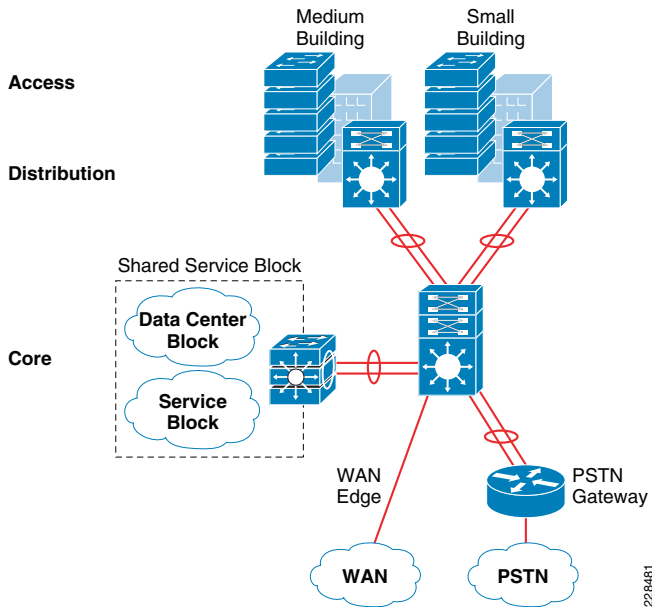 Medium
Building
Small
Building
Access
Distribution
Shared Service Block
Data Center
Block
Core
Service
Block
WAN
Edge
PSTN
Gateway
WAN
PSTN
228481